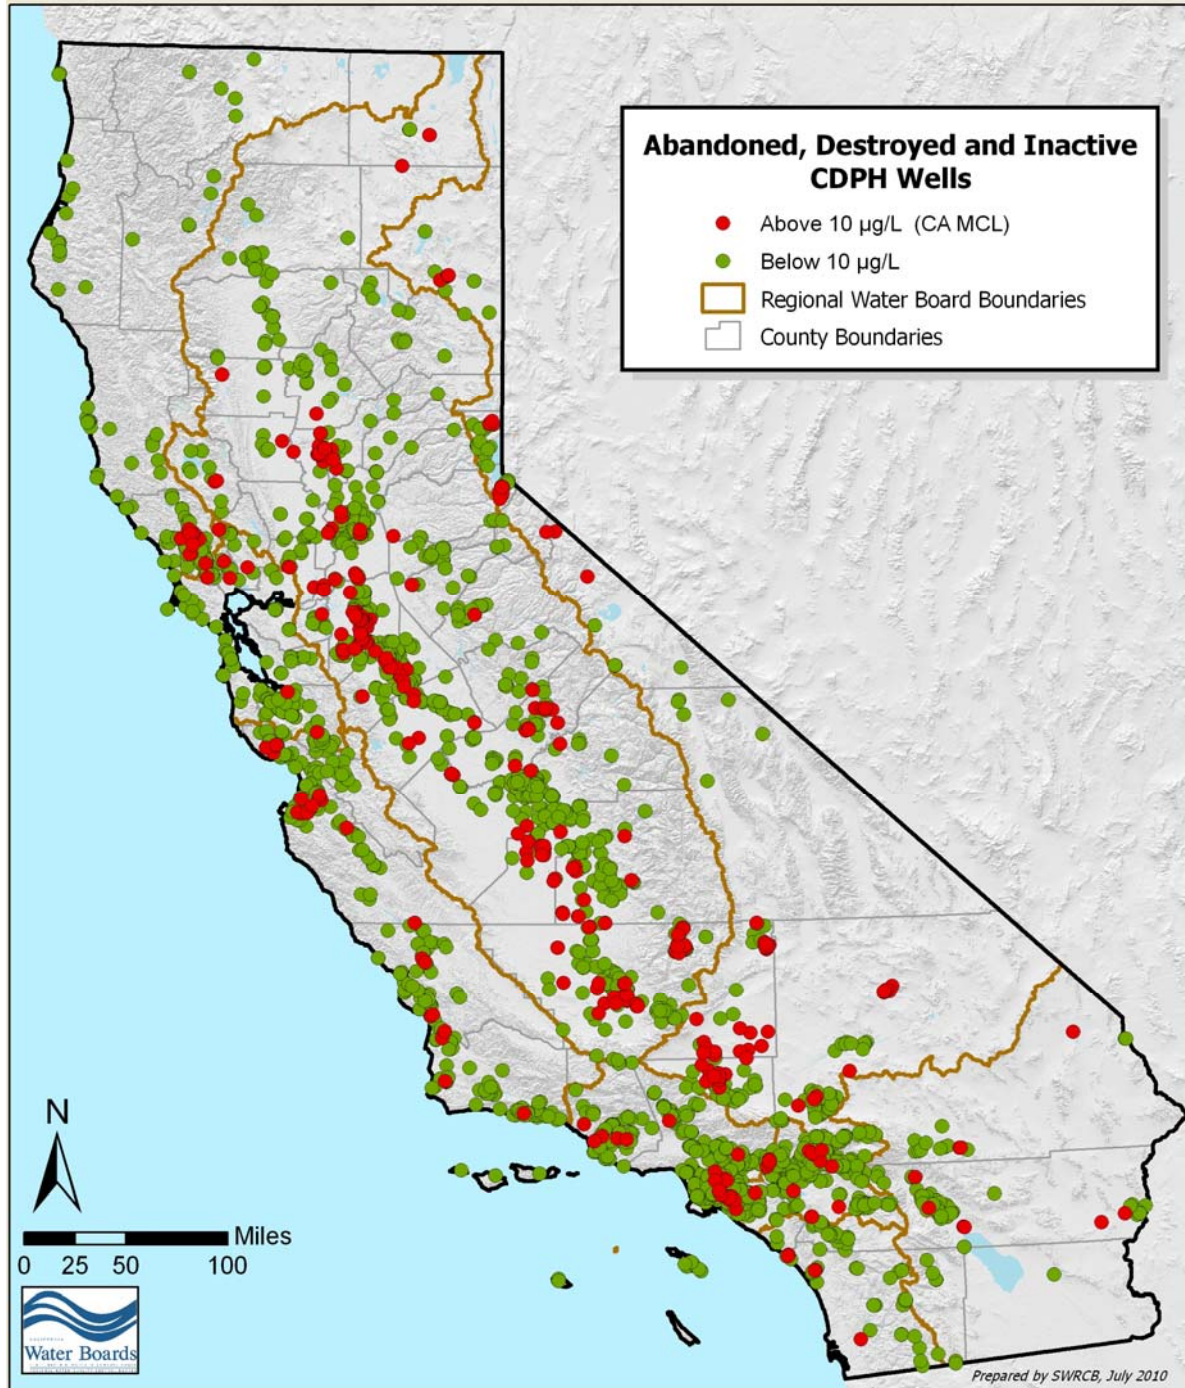 Abandoned, Destroyed and Inactive
CDPH Wells
Above 10 µg/L (CA MCL)
Below 10 µg/L
Regional Water Board Boundaries
County Boundaries
N
Miles
0 25 50 100
CALIFORNIA
Water Boards
Prepared by SWRCB, July 2010